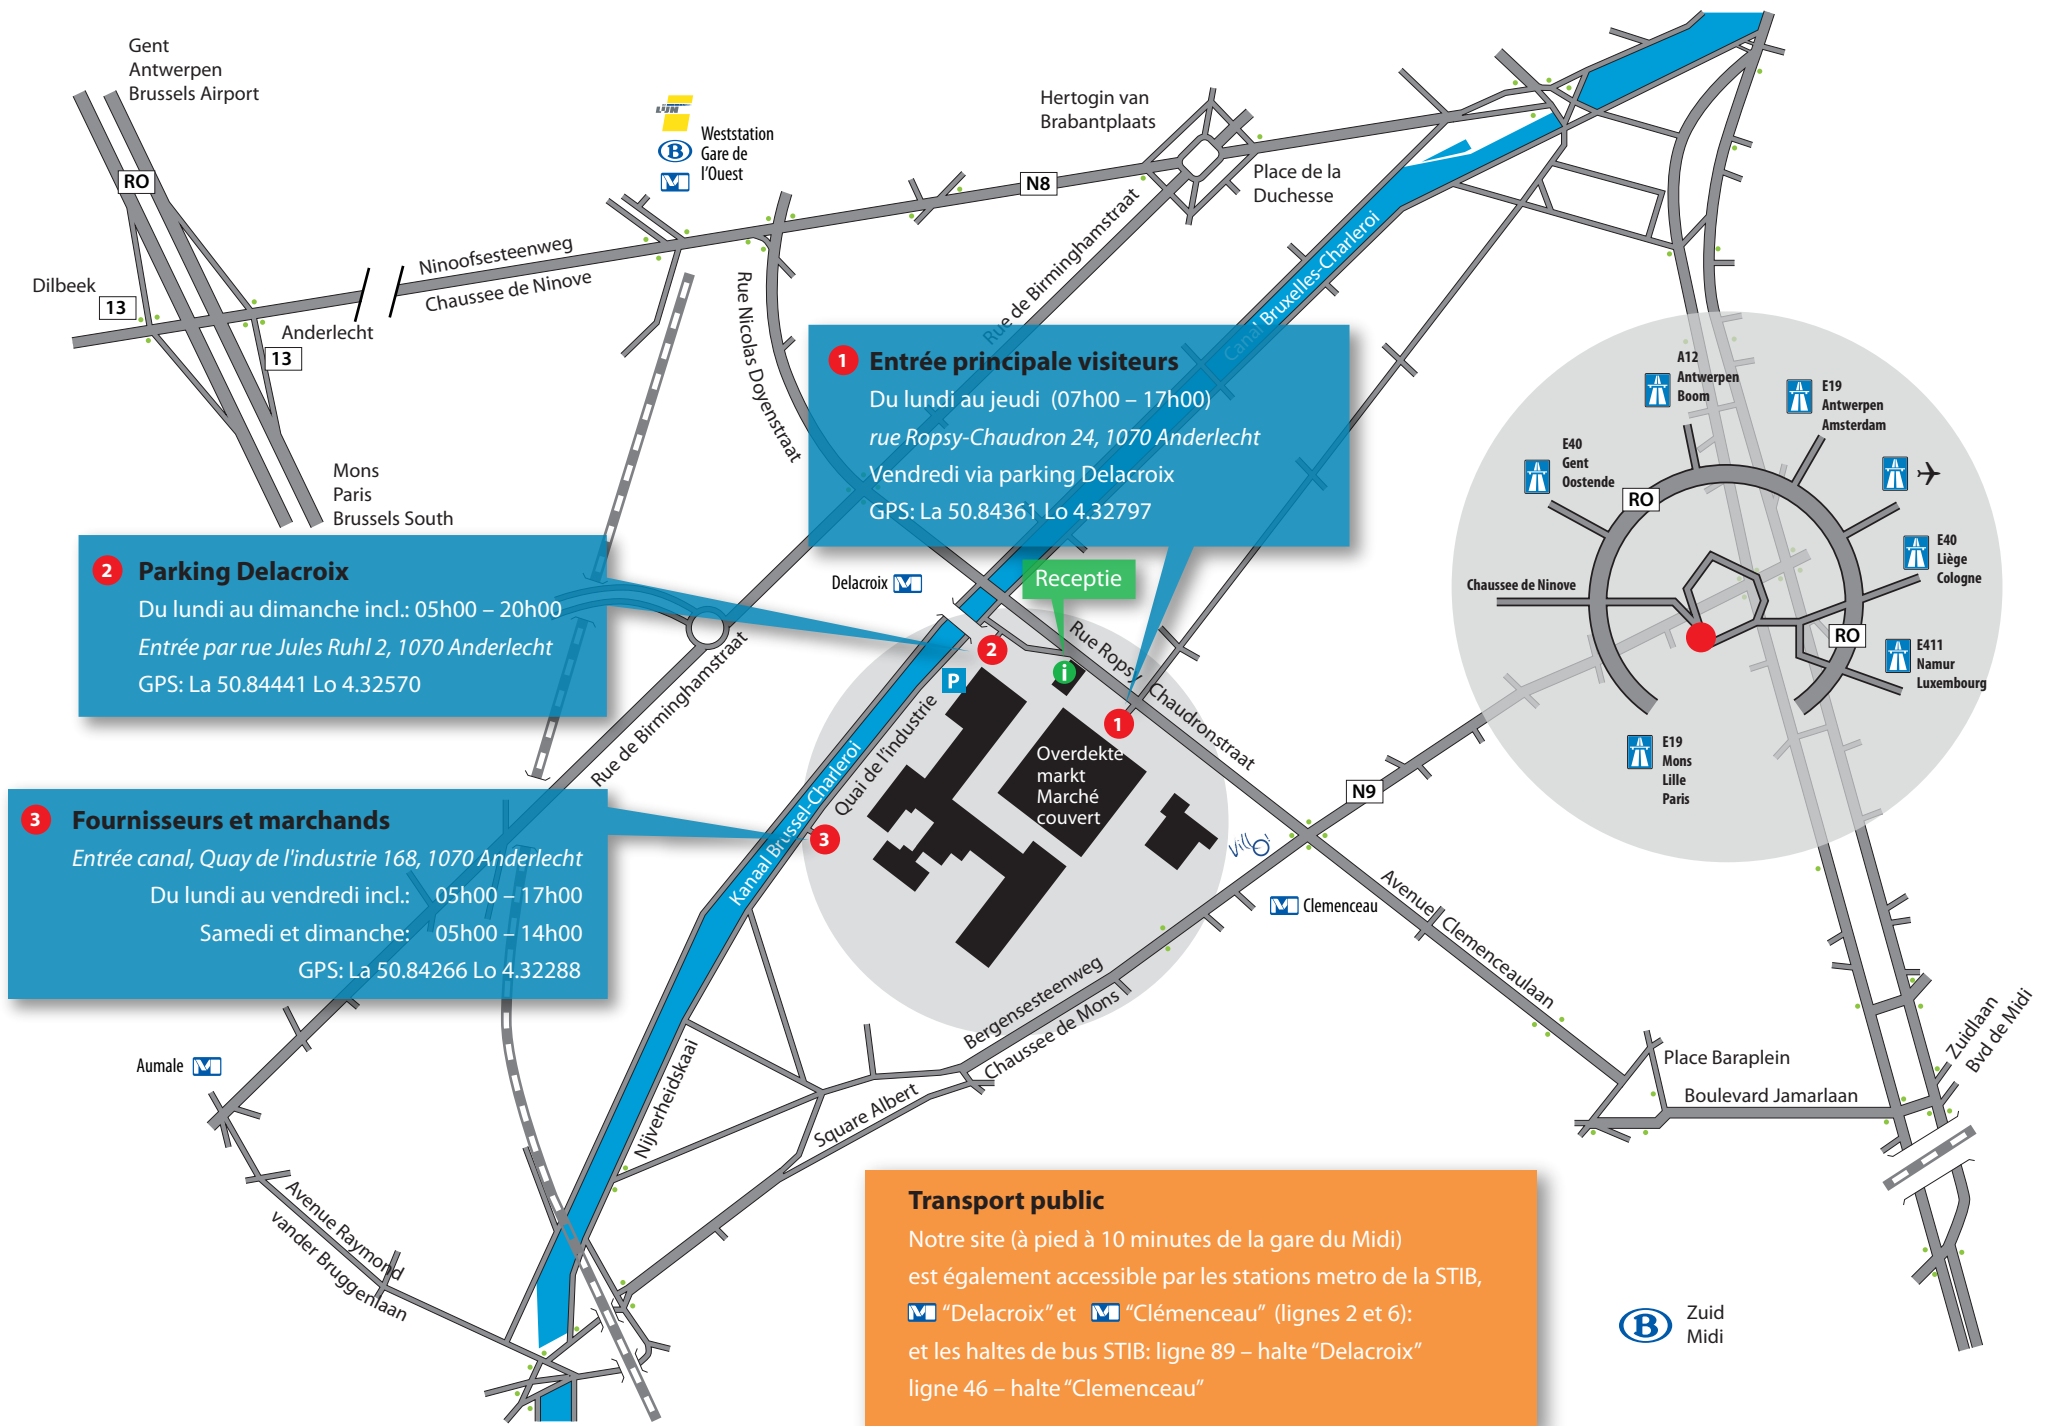 Gent
Antwerpen
Brussels Airport
RO
Dilbeek
13
Anderlecht
13
Mons
Paris
Brussels South
LIJN
B
M
Weststation
Gare de
l'Ouest
Ninoofsesteenweg
Chaussee de Ninove
N8
Hertogin van
Brabantplaats
Place de la
Duchesse
Rue Nicolas Doyenstraat
Rue de Birminghamstraat
Canal Bruxelles-Charleroi
1 Entrée principale visiteurs
Du lundi au jeudi (07h00 – 17h00)
rue Ropsy-Chaudron 24, 1070 Anderlecht
Vendredi via parking Delacroix
GPS: La 50.84361 Lo 4.32797
2 Parking Delacroix
Du lundi au dimanche incl.: 05h00 – 20h00
Entrée par rue Jules Ruhl 2, 1070 Anderlecht
GPS: La 50.84441 Lo 4.32570
3 Fournisseurs et marchands
Entrée canal, Quay de l'industrie 168, 1070 Anderlecht
Du lundi au vendredi incl.: 05h00 – 17h00
Samedi et dimanche: 05h00 – 14h00
GPS: La 50.84266 Lo 4.32288
Delacroix M
Receptie
2
i
P
1
3
Rue Ropsy
Chaudronstraat
Quai de l'industrie
Kanaal Brussel-Charleroi
Rue de Birminghamstraat
Overdekte
markt
Marché
couvert
Villo!
N9
M Clemenceau
Avenue Clemenceaulaan
Bergensesteenweg
Chaussee de Mons
Square Albert
Nijverheidskaai
Aumale M
Avenue Raymond
vander Bruggenlaan
Place Baraplein
Boulevard Jamarlaan
Zuidlaan
Bvd de Midi
A12
Antwerpen
Boom
E19
Antwerpen
Amsterdam
E40
Gent
Oostende
RO
E40
Liège
Cologne
Chaussee de Ninove
RO
E411
Namur
Luxembourg
E19
Mons
Lille
Paris
Transport public
Notre site (à pied à 10 minutes de la gare du Midi)
est également accessible par les stations metro de la STIB,
M “Delacroix” et M “Clémenceau” (lignes 2 et 6):
et les haltes de bus STIB: ligne 89 – halte “Delacroix”
ligne 46 – halte “Clemenceau”
B
Zuid
Midi